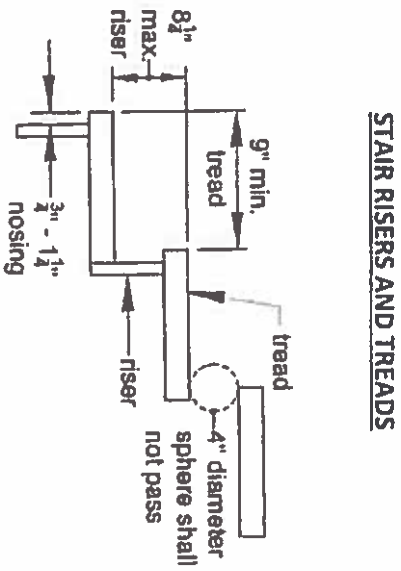 STAIR RISERS AND TREADS
9" min.
tread
8¼"
max.
riser
tread
4" diameter
sphere shall
not pass
riser
¾" - 1¼"
nosing